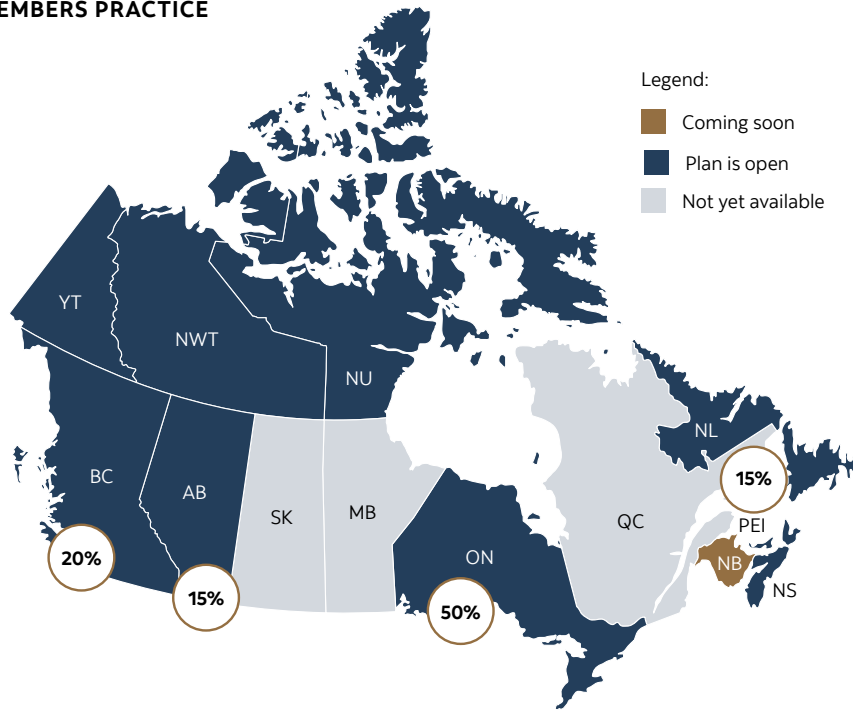 EMBERS PRACTICE
Legend:
Coming soon
Plan is open
Not yet available
YT
NWT
NU
NL
BC
AB
SK
MB
15%
QC
PEI
ON
NB
20%
NS
15%
50%